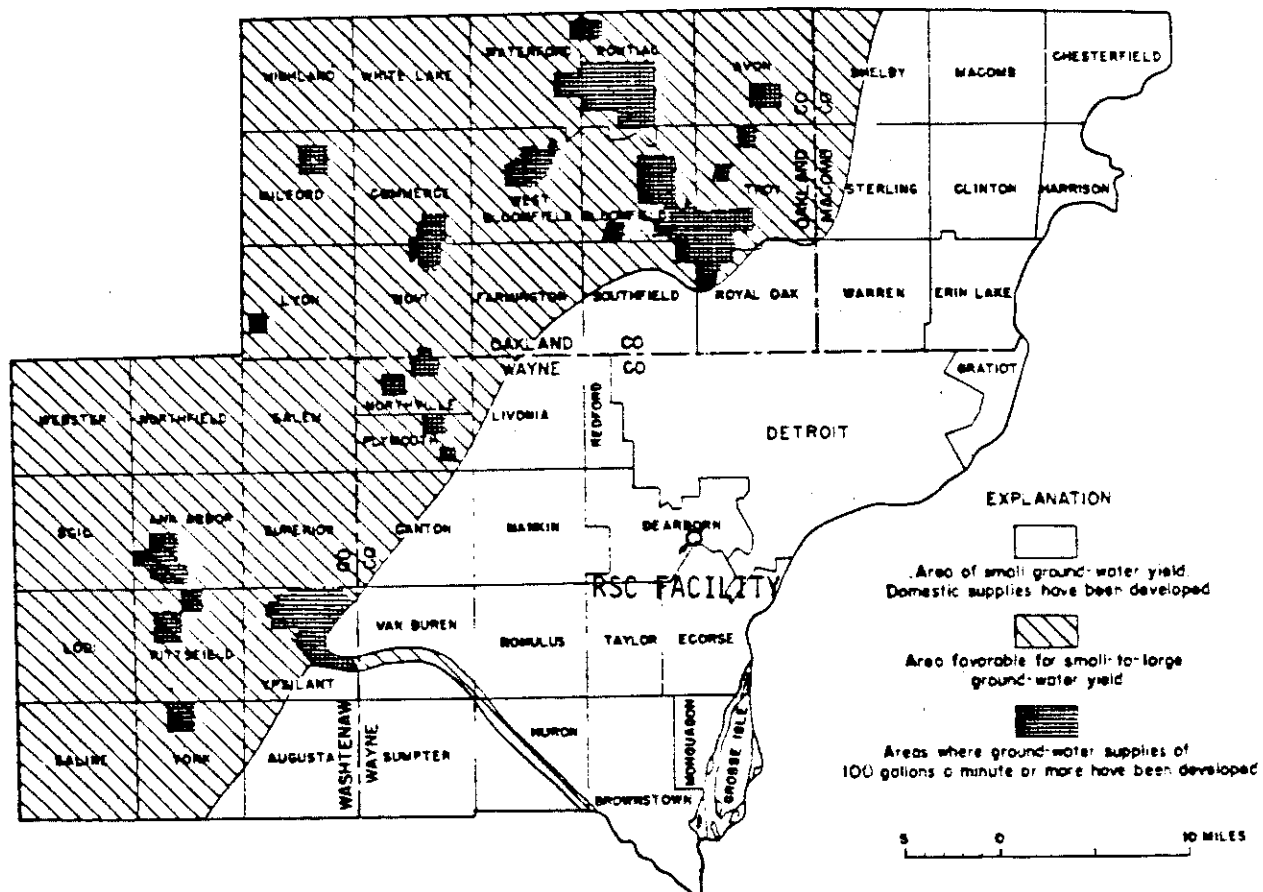 WATERFORD PONTIAC
HIGHLAND WHITE LAKE AVON SHELBY MACOMB CHESTERFIELD
CO CO
MILFORD COMMERCE WEST BLOOMFIELD BLOOMFIELD TROY OAKLAND MACOMB STERLING CLINTON HARRISON
LYON NOVI FARMINGTON SOUTHFIELD ROYAL OAK WARREN ERIN LAKE
OAKLAND CO
WAYNE CO
GRATIOT
WEBSTER NORTHFIELD SALEM NORTHVILLE LIVONIA REDFORD DETROIT
PLYMOUTH
SCIO ANN ARBOR SUPERIOR CANTON NANKIN DEARBORN
CO CO
RSC FACILITY
LODI PITTSFIELD VAN BUREN ROMULUS TAYLOR ECORSE
YPSILANTI
SALINE YORK AUGUSTA WASHTENAW WAYNE SUMPTER HURON MONGUAGON GROSSE ISLE
BROWNSTOWN
EXPLANATION
Area of small ground-water yield.
Domestic supplies have been developed
Area favorable for small-to-large
ground-water yield
Areas where ground-water supplies of
100 gallons a minute or more have been developed
5 0 10 MILES